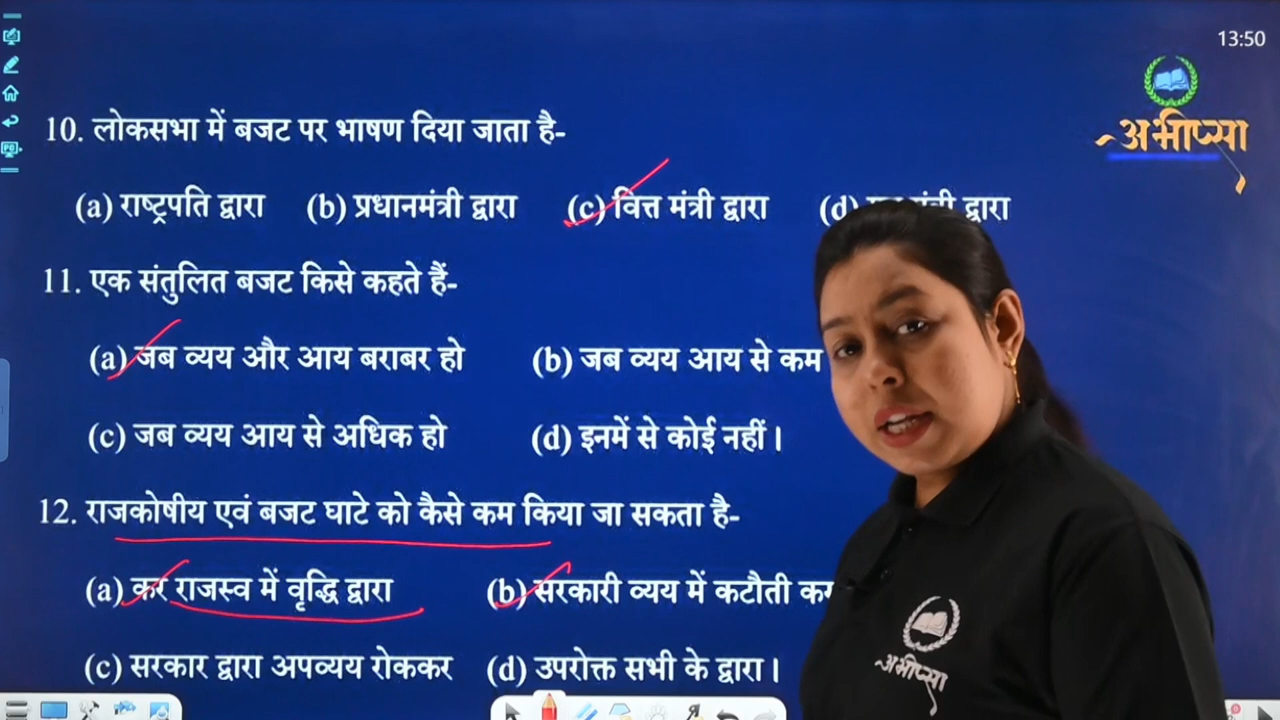 13:50
अभीप्सा
10. लोकसभा में बजट पर भाषण दिया जाता है-
(a) राष्ट्रपति द्वारा (b) प्रधानमंत्री द्वारा (c) वित्त मंत्री द्वारा (d) द्वारा
11. एक संतुलित बजट किसे कहते हैं-
(a) जब व्यय और आय बराबर हो (b) जब व्यय आय से कम
(c) जब व्यय आय से अधिक हो (d) इनमें से कोई नहीं।
12. राजकोषीय एवं बजट घाटे को कैसे कम किया जा सकता है-
(a) कर राजस्व में वृद्धि द्वारा (b) सरकारी व्यय में कटौती
(c) सरकार द्वारा अपव्यय रोककर (d) उपरोक्त सभी के द्वारा।
अभीप्सा